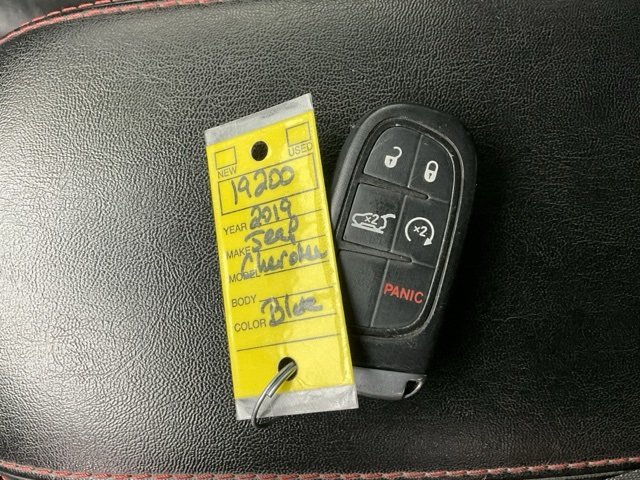 NEW USED
19200
YEAR 2019
MAKE Jeep
MODEL Cherokee
BODY
COLOR Blue
x2 x2
PANIC